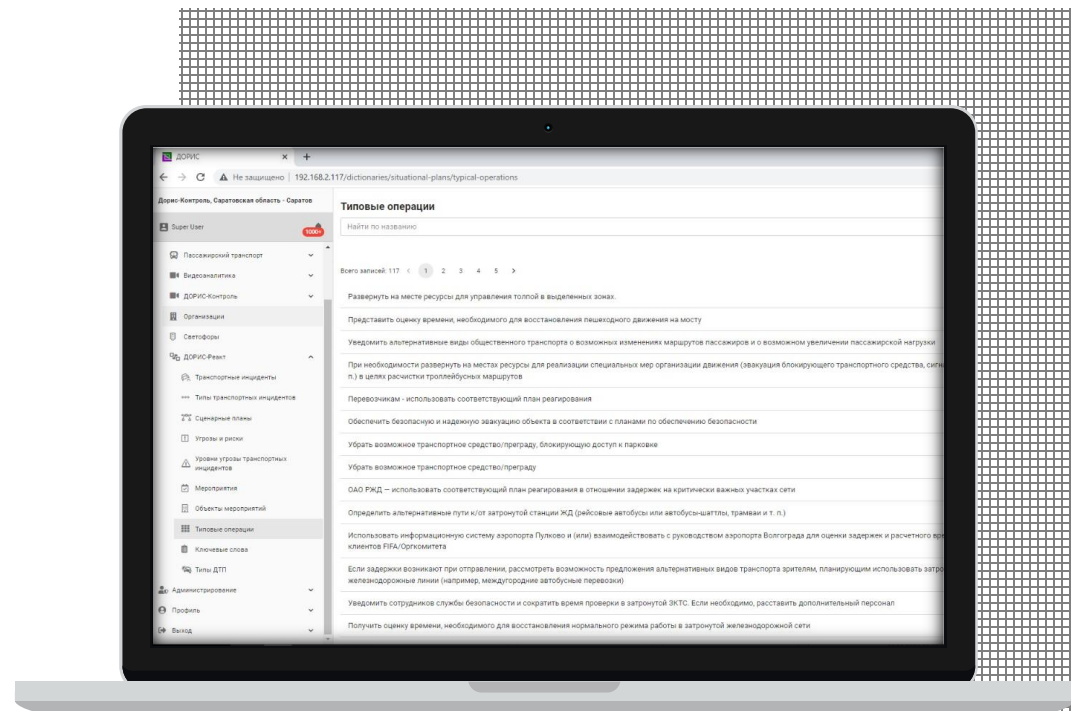 ДОРИС
Не защищено | 192.168.2.117/dictionaries/situational-plans/typical-operations
Дорис-Контроль, Саратовская область - Саратов
Super User
1000+
Пассажирский транспорт
Видеоаналитика
ДОРИС-Контроль
Организации
Светофоры
ДОРИС-Реакт
Транспортные инциденты
Типы транспортных инцидентов
Сценарные планы
Угрозы и риски
Уровни угрозы транспортных
инцидентов
Мероприятия
Объекты мероприятий
Типовые операции
Ключевые слова
Типы ДТП
Администрирование
Профиль
Выход
Типовые операции
Найти по названию
Всего записей: 117 < 1 2 3 4 5 >
Развернуть на месте ресурсы для управления толпой в выделенных зонах.
Представить оценку времени, необходимого для восстановления пешеходного движения на мосту
Уведомить альтернативные виды общественного транспорта о возможных изменениях маршрутов пассажиров и о возможном увеличении пассажирской нагрузки
При необходимости развернуть на местах ресурсы для реализации специальных мер организации движения (эвакуация блокирующего транспортного средства, сигн
п.) в целях расчистки троллейбусных маршрутов
Перевозчикам - использовать соответствующий план реагирования
Обеспечить безопасную и надежную эвакуацию объекта в соответствии с планами по обеспечению безопасности
Убрать возможное транспортное средство/преграду, блокирующую доступ к парковке
Убрать возможное транспортное средство/преграду
ОАО РЖД — использовать соответствующий план реагирования в отношении задержек на критически важных участках сети
Определить альтернативные пути к/от затронутой станции ЖД (рейсовые автобусы или автобусы-шаттлы, трамваи и т. п.)
Использовать информационную систему аэропорта Пулково и (или) взаимодействовать с руководством аэропорта Волгограда для оценки задержек и расчетного вре
клиентов FIFA/Оргкомитета
Если задержки возникают при отправлении, рассмотреть возможность предложения альтернативных видов транспорта зрителям, планирующим использовать затро
железнодорожные линии (например, междугородние автобусные перевозки)
Уведомить сотрудников службы безопасности и сократить время проверки в затронутой ЗКТС. Если необходимо, расставить дополнительный персонал
Получить оценку времени, необходимого для восстановления нормального режима работы в затронутой железнодорожной сети